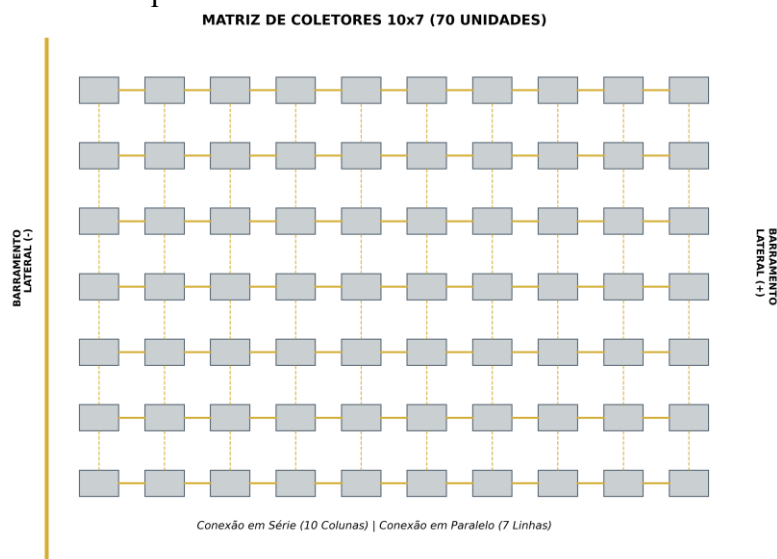 MATRIZ DE COLETORES 10x7 (70 UNIDADES)
BARRAMENTO
LATERAL (-)
BARRAMENTO
LATERAL (+)
Conexão em Série (10 Colunas) | Conexão em Paralelo (7 Linhas)